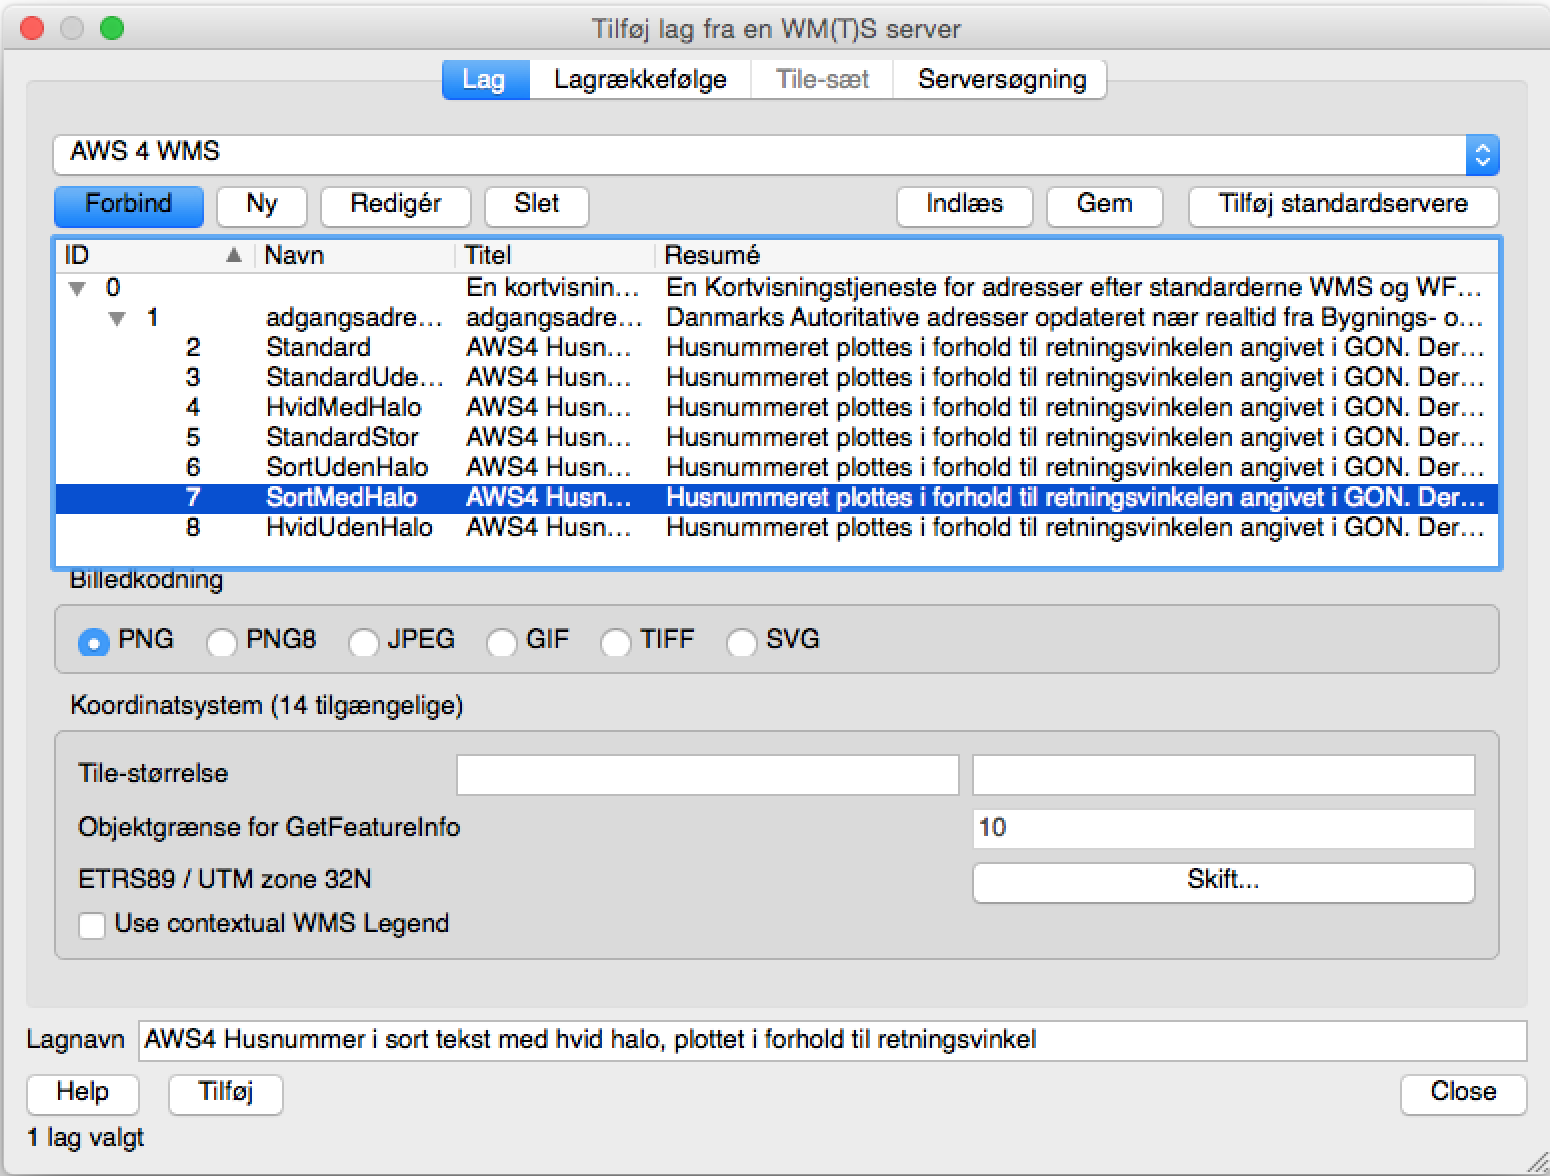 Tilføj lag fra en WM(T)S server
Lag Lagrækkefølge Tile-sæt Serversøgning
AWS 4 WMS
Forbind Ny Redigér Slet Indlæs Gem Tilføj standardservere
ID Navn Titel Resumé
0 En kortvisnin... En Kortvisningstjeneste for adresser efter standarderne WMS og WF...
1 adgangsadre... adgangsadre... Danmarks Autoritative adresser opdateret nær realtid fra Bygnings- o...
2 Standard AWS4 Husn... Husnummeret plottes i forhold til retningsvinkelen angivet i GON. Der...
3 StandardUde... AWS4 Husn... Husnummeret plottes i forhold til retningsvinkelen angivet i GON. Der...
4 HvidMedHalo AWS4 Husn... Husnummeret plottes i forhold til retningsvinkelen angivet i GON. Der...
5 StandardStor AWS4 Husn... Husnummeret plottes i forhold til retningsvinkelen angivet i GON. Der...
6 SortUdenHalo AWS4 Husn... Husnummeret plottes i forhold til retningsvinkelen angivet i GON. Der...
7 SortMedHalo AWS4 Husn... Husnummeret plottes i forhold til retningsvinkelen angivet i GON. Der...
8 HvidUdenHalo AWS4 Husn... Husnummeret plottes i forhold til retningsvinkelen angivet i GON. Der...
Billedkodning
PNG PNG8 JPEG GIF TIFF SVG
Koordinatsystem (14 tilgængelige)
Tile-størrelse
Objektgrænse for GetFeatureInfo 10
ETRS89 / UTM zone 32N Skift...
Use contextual WMS Legend
Lagnavn AWS4 Husnummer i sort tekst med hvid halo, plottet i forhold til retningsvinkel
Help Tilføj Close
1 lag valgt